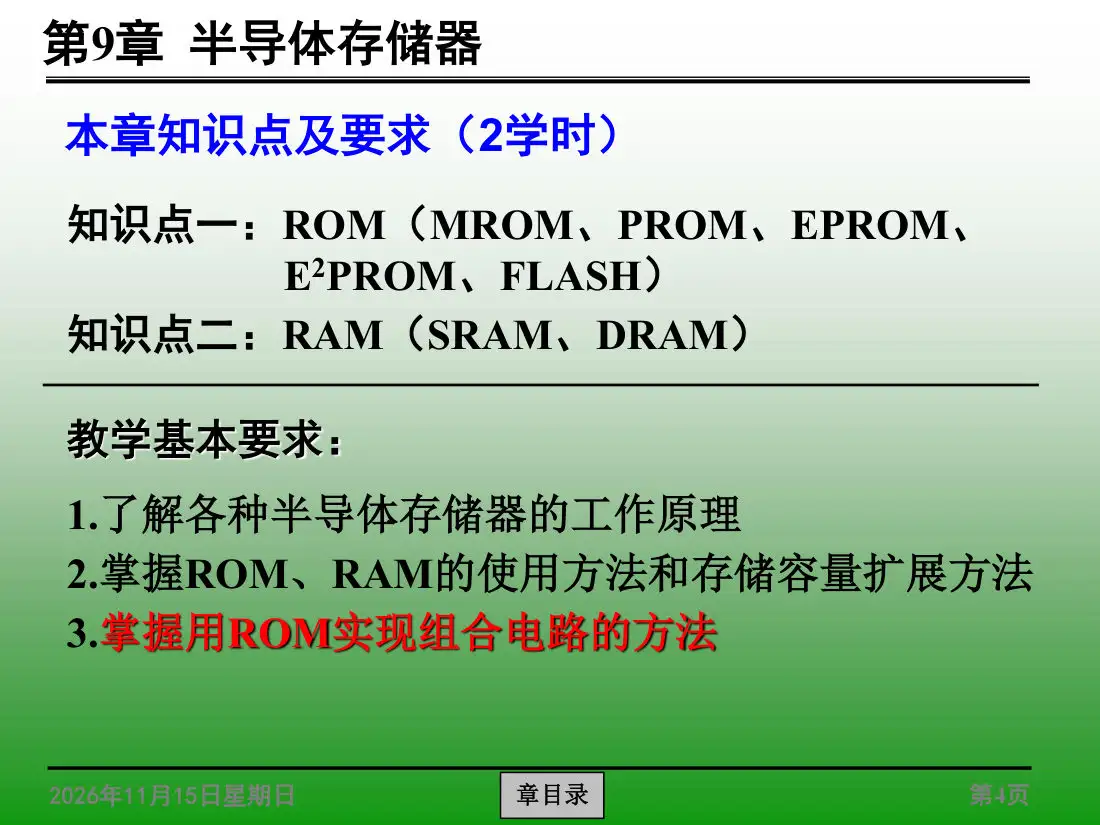 第9章 半导体存储器
本章知识点及要求（2学时）
知识点一：ROM（MROM、PROM、EPROM、
E²PROM、FLASH）
知识点二：RAM（SRAM、DRAM）
教学基本要求：
1.了解各种半导体存储器的工作原理
2.掌握ROM、RAM的使用方法和存储容量扩展方法
3.掌握用ROM实现组合电路的方法
2026年11月15日星期日
章目录
第4页